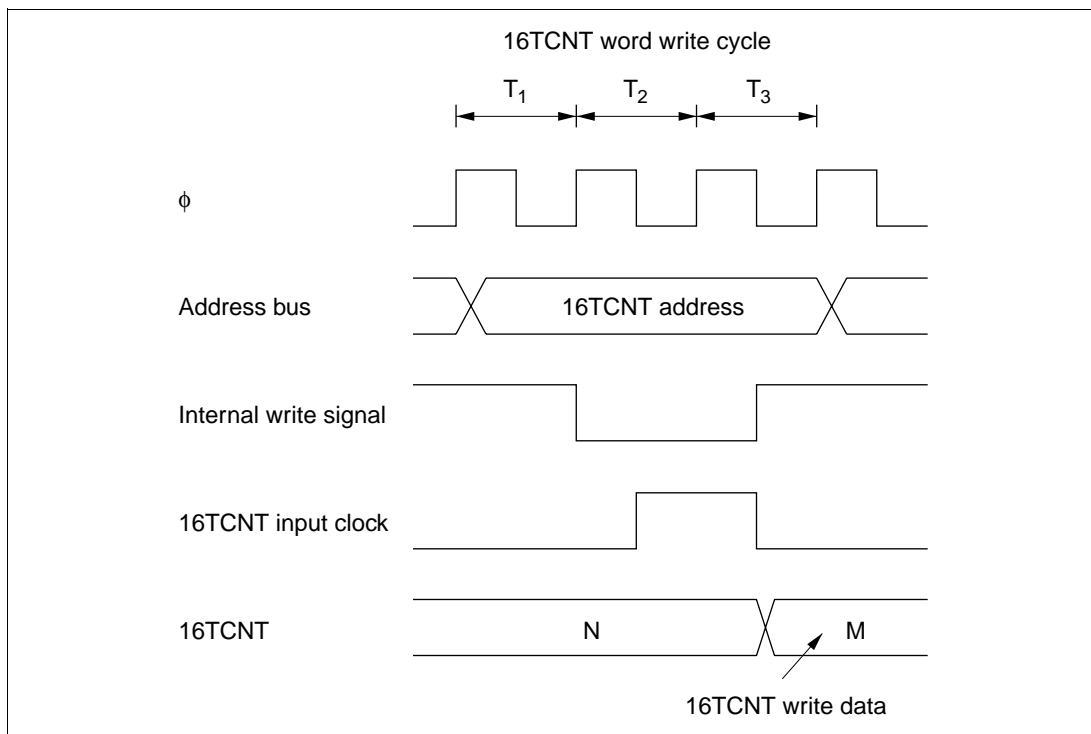 16TCNT word write cycle
T1 T2 T3
ϕ
Address bus
16TCNT address
Internal write signal
16TCNT input clock
16TCNT
N
M
16TCNT write data